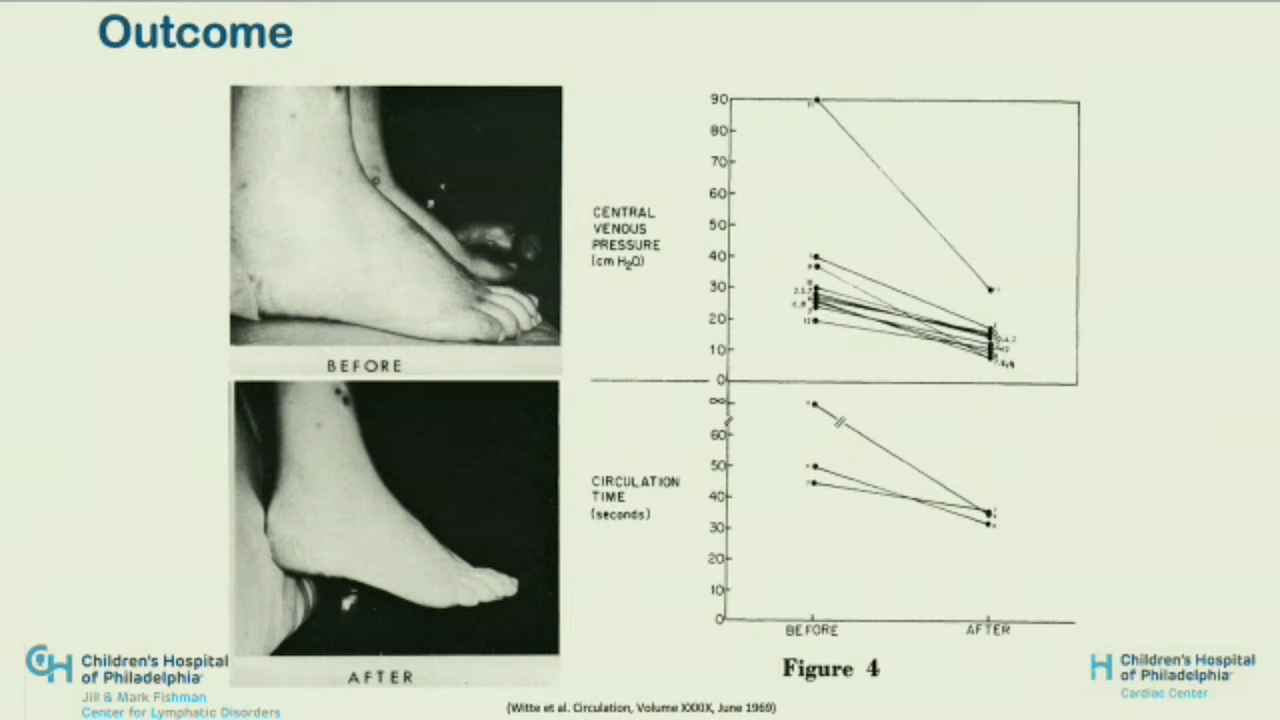 Outcome
BEFORE
AFTER
CENTRAL
VENOUS
PRESSURE
(cm H₂O)
90
80
70
60
50
40
30
20
10
0
∞
60
50
40
30
20
10
0
CIRCULATION
TIME
(seconds)
BEFORE AFTER
Figure 4
Children's Hospital
of Philadelphia
Jill & Mark Fishman
Center for Lymphatic Disorders
(Witte et al. Circulation, Volume XXXIX, June 1969)
Children's Hospital
of Philadelphia
Cardiac Center